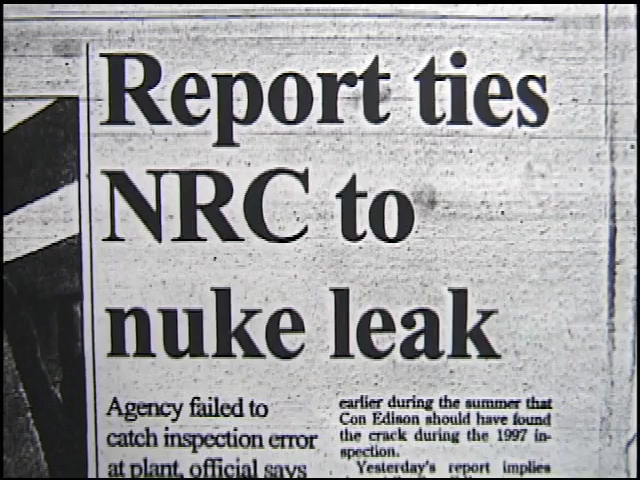 Report ties
NRC to
nuke leak
Agency failed to
catch inspection error
at plant, official says
earlier during the summer that
Con Edison should have found
the crack during the 1997 in-
spection.
Yesterday's report implies